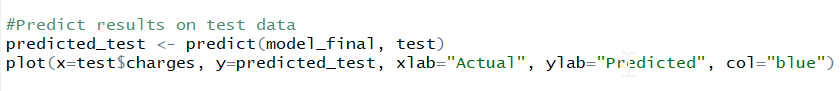 #Predict results on test data
predicted_test <- predict(model_final, test)
plot(x=test$charges, y=predicted_test, xlab="Actual", ylab="Predicted", col="blue")